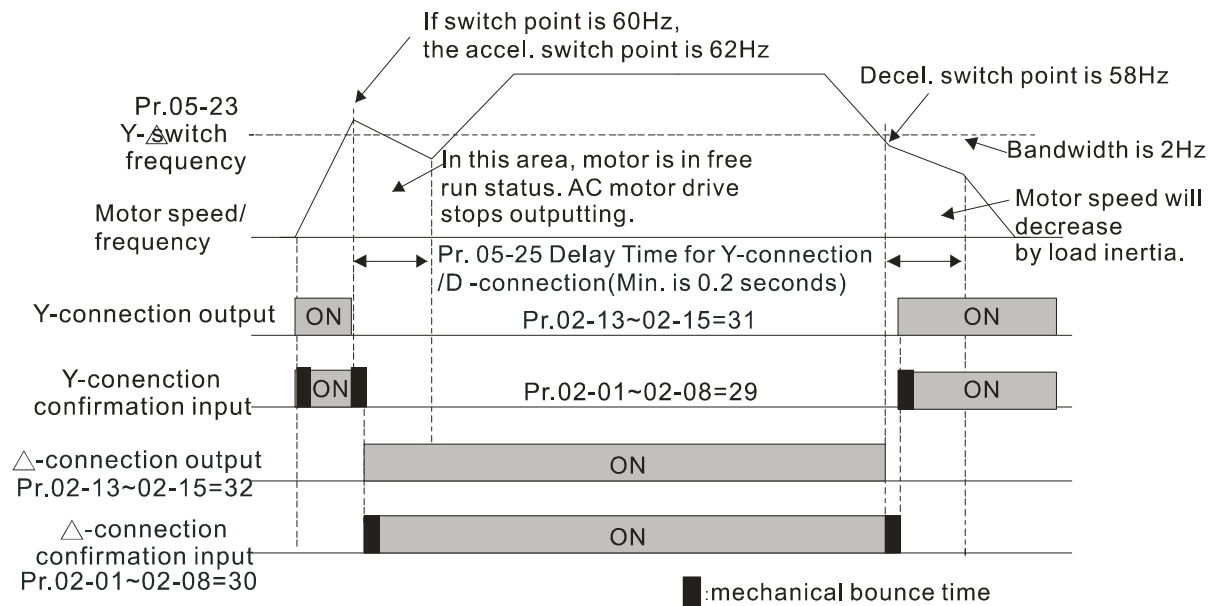 If switch point is 60Hz,
the accel. switch point is 62Hz
Decel. switch point is 58Hz
Pr.05-23
Y-△switch
frequency
Bandwidth is 2Hz
In this area, motor is in free
run status. AC motor drive
stops outputting.
Motor speed/
frequency
Motor speed will
decrease
by load inertia.
Pr. 05-25 Delay Time for Y-connection
/D -connection(Min. is 0.2 seconds)
Y-connection output
ON
Pr.02-13~02-15=31
ON
Y-conenction
confirmation input
ON
Pr.02-01~02-08=29
ON
△-connection output
Pr.02-13~02-15=32
ON
△-connection
confirmation input
Pr.02-01~02-08=30
ON
:mechanical bounce time